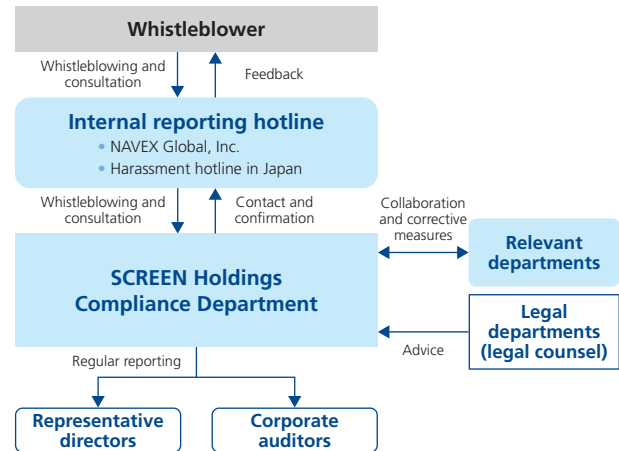 Whistleblower
Whistleblowing and
consultation
Feedback
Internal reporting hotline
• NAVEX Global, Inc.
• Harassment hotline in Japan
Whistleblowing and
consultation
Contact and
confirmation
Collaboration
and corrective
measures
SCREEN Holdings
Compliance Department
Relevant
departments
Legal
departments
(legal counsel)
Advice
Regular reporting
Representative
directors
Corporate
auditors